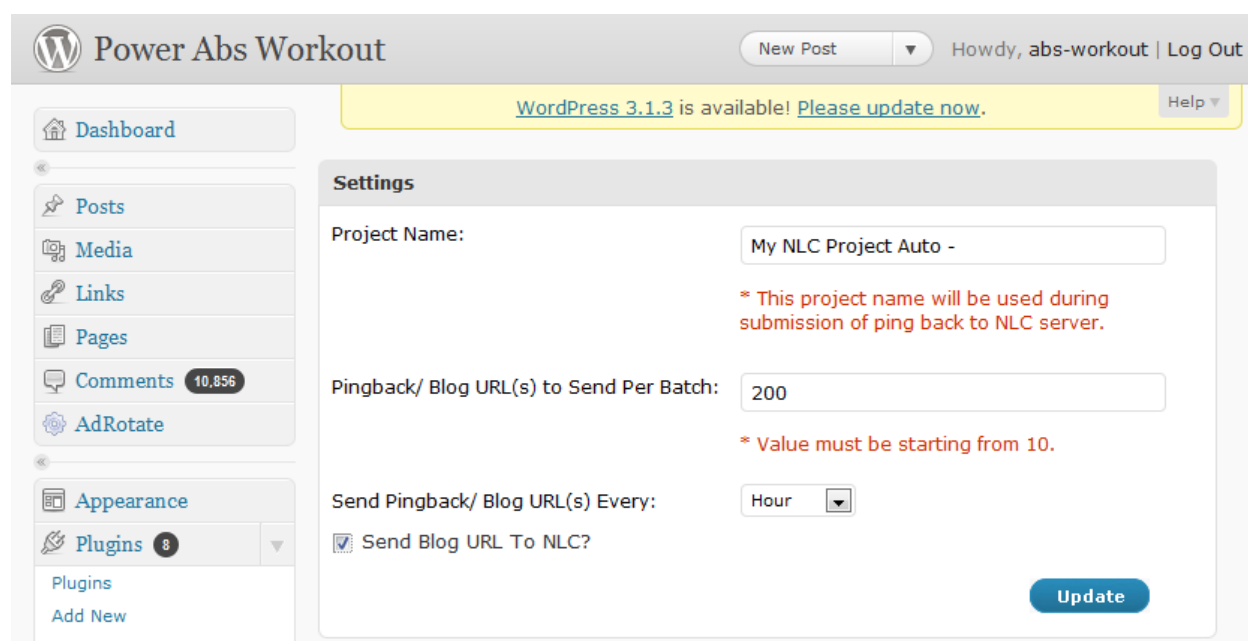 Power Abs Workout
New Post
Howdy, abs-workout | Log Out
WordPress 3.1.3 is available! Please update now.
Help
Dashboard
Posts
Media
Links
Pages
Comments 10,856
AdRotate
Appearance
Plugins 8
Plugins
Add New
Settings
Project Name:
My NLC Project Auto -
* This project name will be used during
submission of ping back to NLC server.
Pingback/ Blog URL(s) to Send Per Batch:
200
* Value must be starting from 10.
Send Pingback/ Blog URL(s) Every:
Hour
Send Blog URL To NLC?
Update